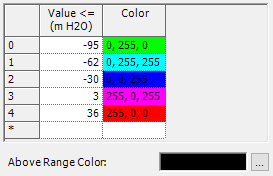 Value <= (m H2O) Color
0 -95 0, 255, 0
1 -62 0, 255, 255
2 -30 0, 0, 255
3 3 255, 0, 255
4 36 255, 0, 0
*
Above Range Color: ...